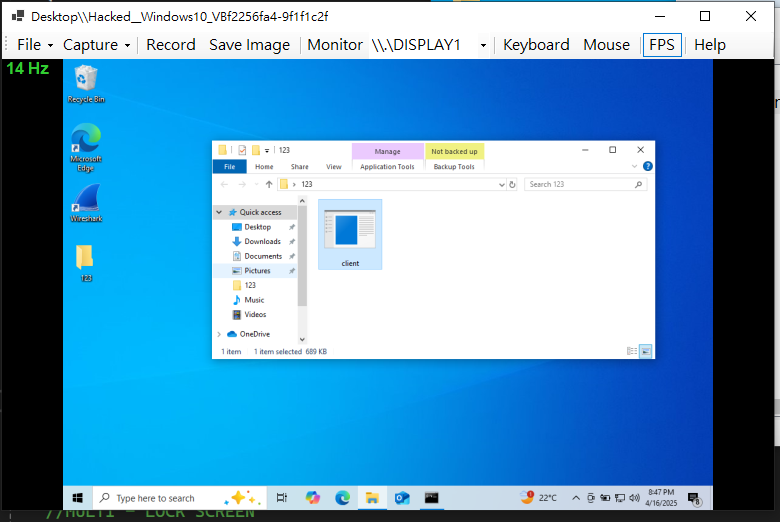 Desktop\\Hacked_Windows10_VBf2256fa4-9f1f1c2f
File Capture Record Save Image Monitor \\.\DISPLAY1 Keyboard Mouse FPS Help
14 Hz
Recycle Bin
Microsoft
Edge
Wireshark
123
123 Manage Not backed up
File Home Share View Application Tools Backup Tools
123 Search 123
Quick access
Desktop
Downloads
Documents
Pictures
123
Music
Videos
OneDrive
client
1 item 1 item selected 689 KB
Type here to search
22°C
8:47 PM
4/16/2025
8
//MULTI - LOCK SCREEN